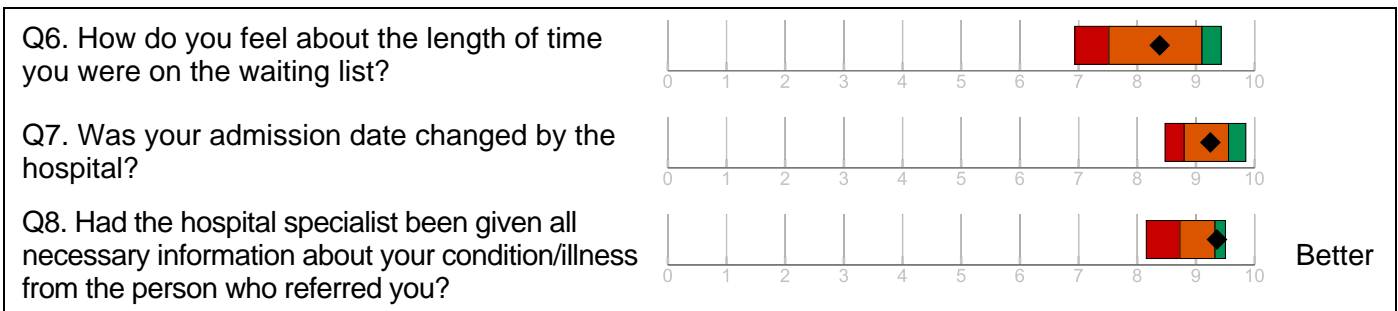 Q6. How do you feel about the length of time
you were on the waiting list?
0 1 2 3 4 5 6 7 8 9 10
Q7. Was your admission date changed by the
hospital?
0 1 2 3 4 5 6 7 8 9 10
Q8. Had the hospital specialist been given all
necessary information about your condition/illness
from the person who referred you?
0 1 2 3 4 5 6 7 8 9 10
Better